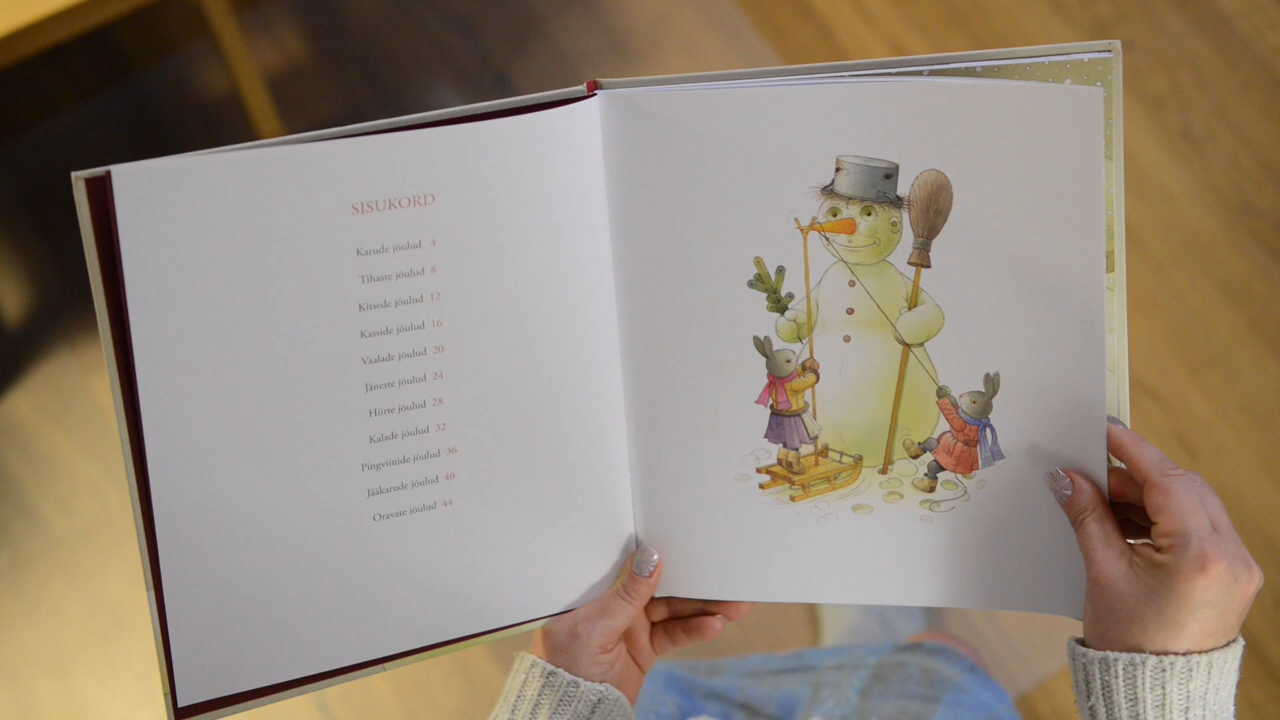 SISUKORD
Karude jõulud 4
Tihaste jõulud 8
Kitsede jõulud 12
Kasside jõulud 16
Vaalade jõulud 20
Jäneste jõulud 24
Hiirte jõulud 28
Kalade jõulud 32
Pingviinide jõulud 36
Jääkarude jõulud 40
Oravate jõulud 44